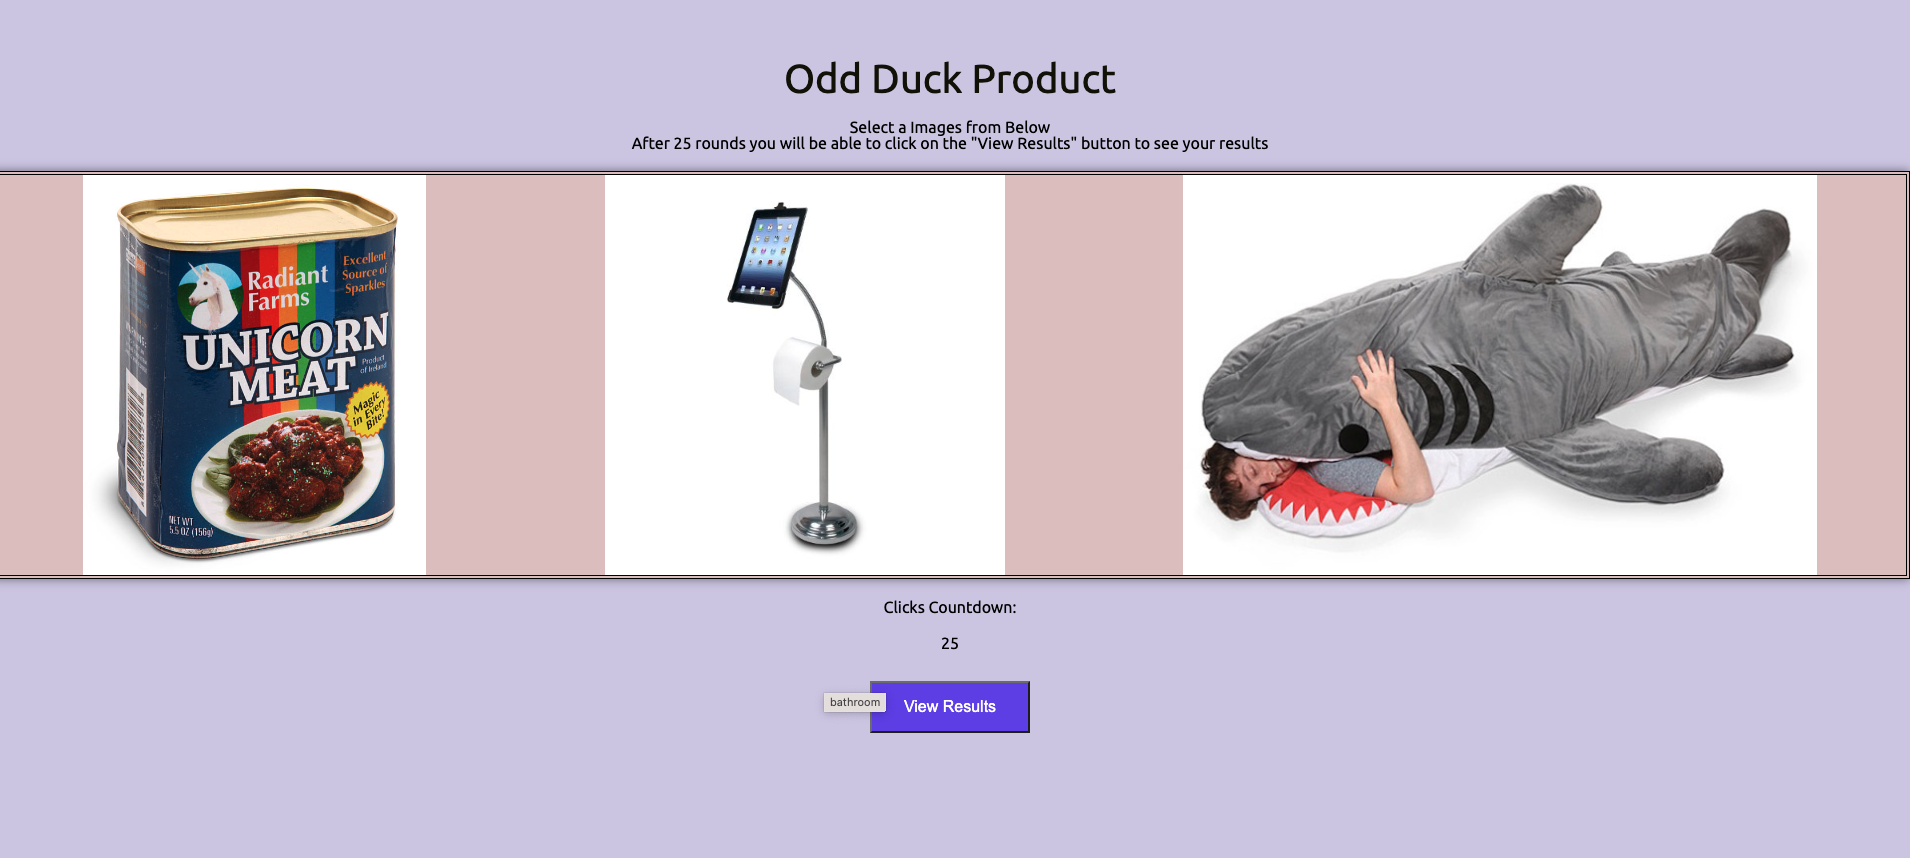 Odd Duck Product
Select a Images from Below
After 25 rounds you will be able to click on the "View Results" button to see your results
Radiant
Farms
Excellent
Source of
Sparkles
UNICORN
MEAT
Product
of Ireland
Magic
in Every
Bite!
NET WT
5.5 OZ (156g)
Clicks Countdown:
25
bathroom
View Results